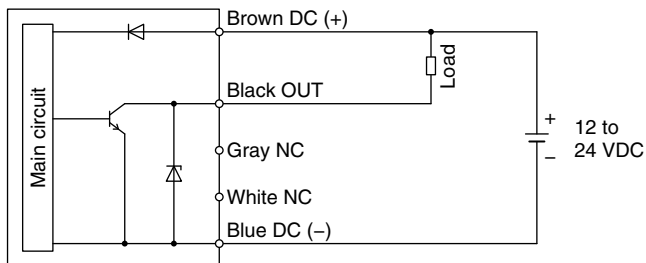 Brown DC (+)
Main circuit
Black OUT
Load
Gray NC
White NC
Blue DC (−)
+
−
12 to
24 VDC